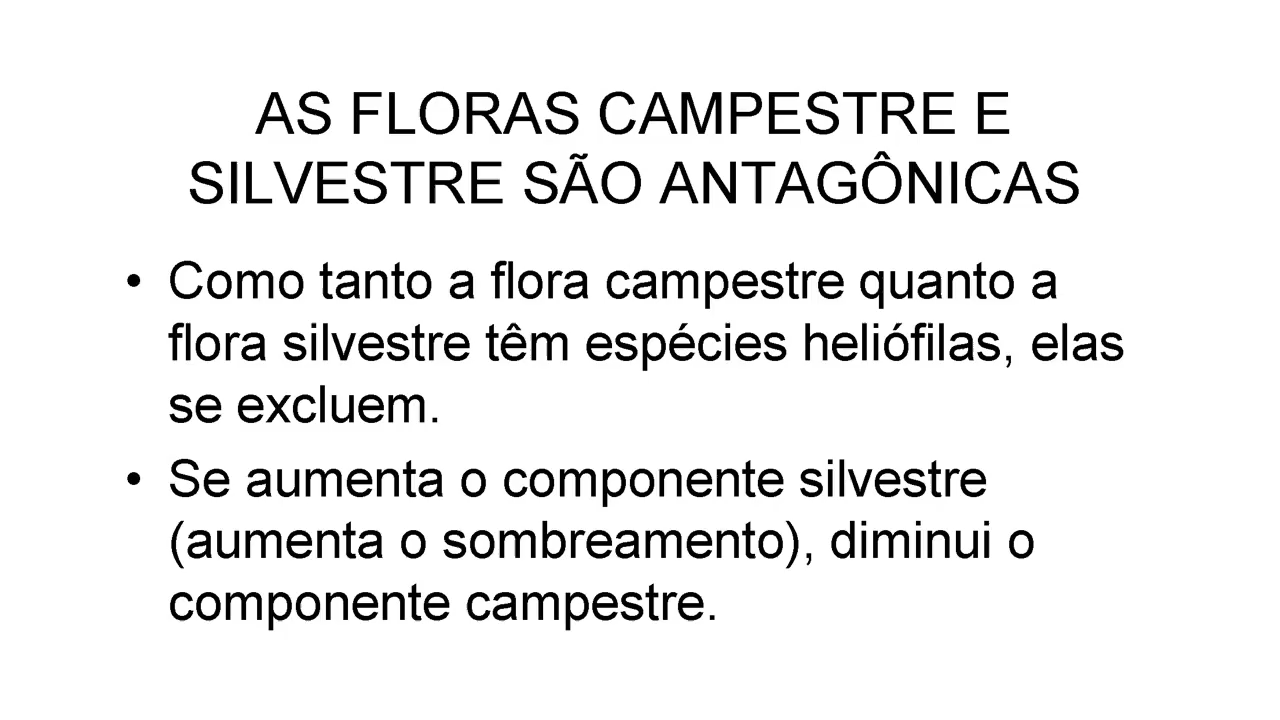 AS FLORAS CAMPESTRE E
SILVESTRE SÃO ANTAGÔNICAS
• Como tanto a flora campestre quanto a
flora silvestre têm espécies heliófilas, elas
se excluem.
• Se aumenta o componente silvestre
(aumenta o sombreamento), diminui o
componente campestre.